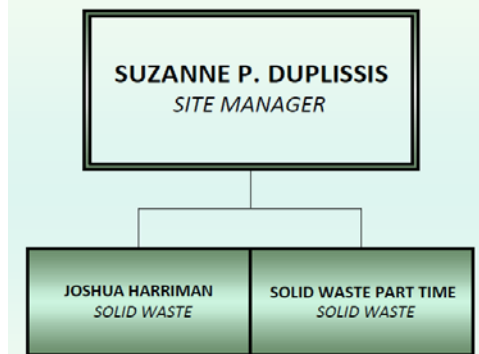 SUZANNE P. DUPLISSIS
SITE MANAGER
JOSHUA HARRIMAN
SOLID WASTE
SOLID WASTE PART TIME
SOLID WASTE